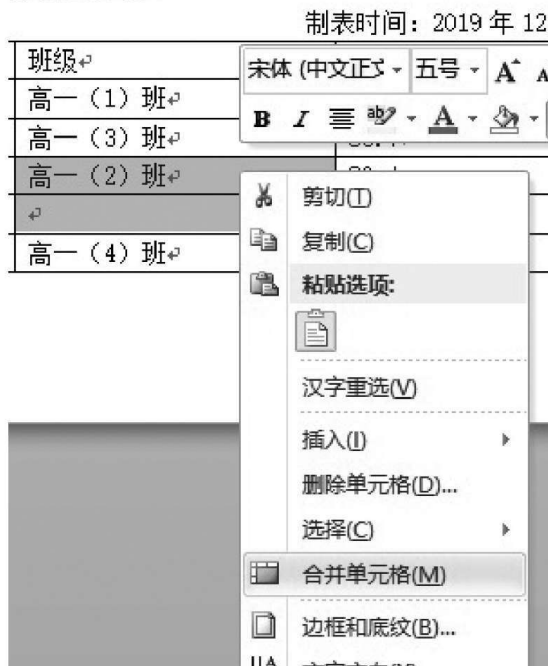 制表时间：2019 年 12
班级
宋体 (中文正文 五号 A A
高一（1）班
B I ab A
高一（3）班
高一（2）班
剪切(T)
复制(C)
高一（4）班
粘贴选项:
汉字重选(V)
插入(I)
删除单元格(D)...
选择(C)
合并单元格(M)
边框和底纹(B)...